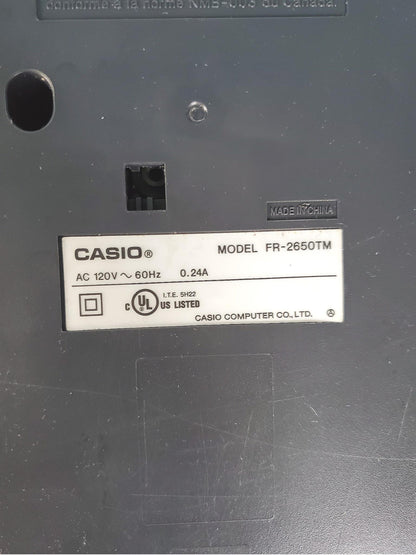 conforme à la norme NMB-003 du Canada.
MADE IN CHINA
CASIO® MODEL FR-2650TM
AC 120V ~ 60Hz 0.24A
C UL® US LISTED I.T.E. 5H22
CASIO COMPUTER CO., LTD. Ⓐ